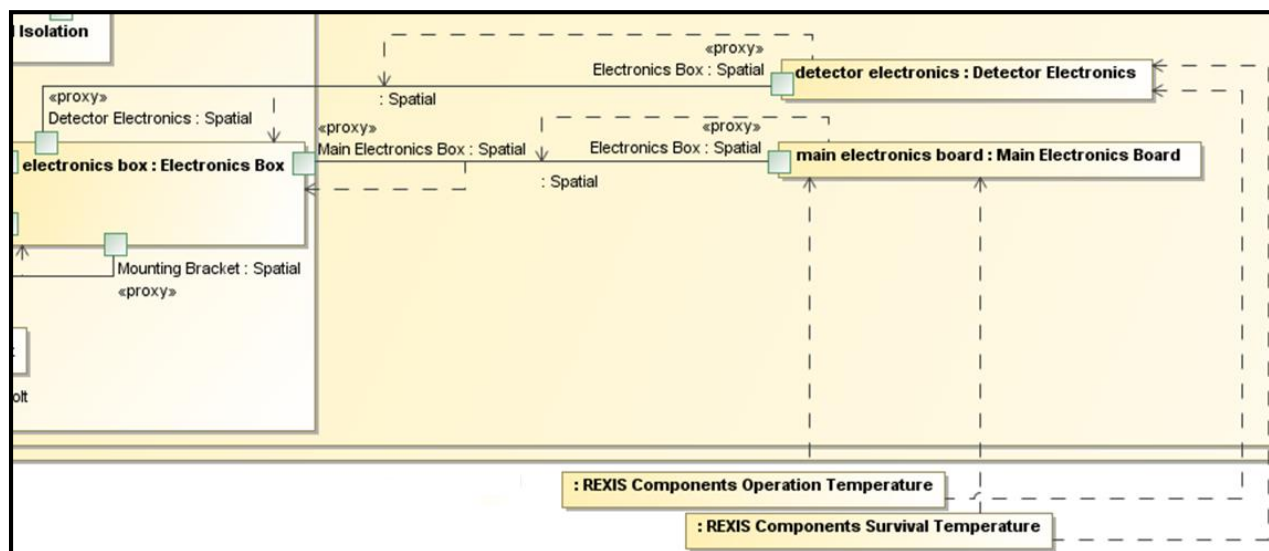 l Isolation
«proxy»
Electronics Box : Spatial
detector electronics : Detector Electronics
«proxy»
Detector Electronics : Spatial
: Spatial
«proxy»
Main Electronics Box : Spatial
«proxy»
Electronics Box : Spatial
electronics box : Electronics Box
main electronics board : Main Electronics Board
: Spatial
Mounting Bracket : Spatial
«proxy»
olt
: REXIS Components Operation Temperature
: REXIS Components Survival Temperature